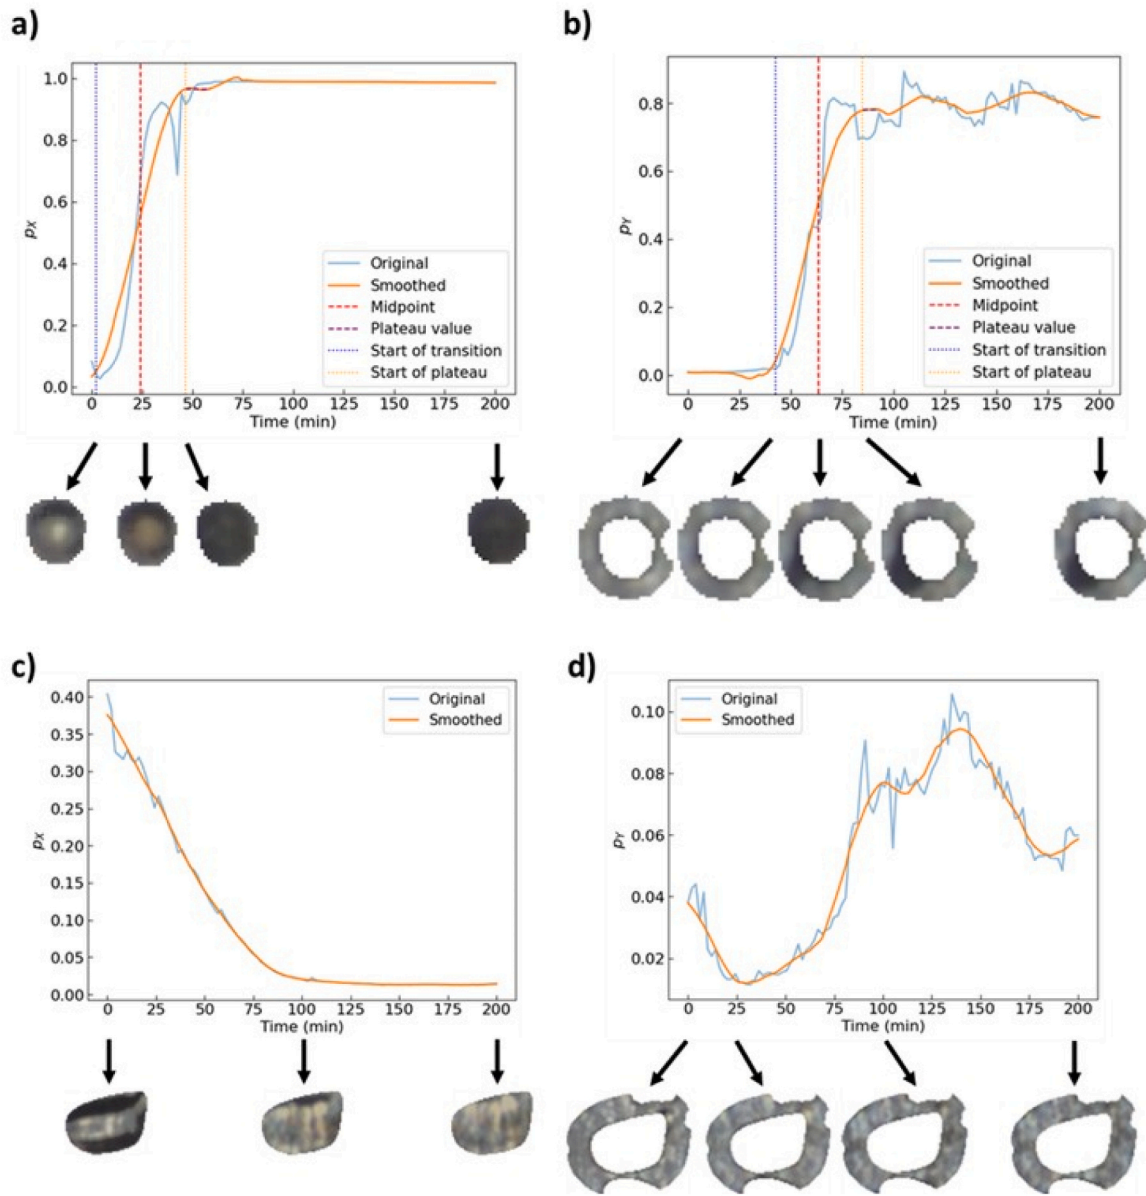 a)
1.0
0.8
0.6
0.4
0.2
0.0
pX
0 25 50 75 100 125 150 175 200
Time (min)
Original
Smoothed
Midpoint
Plateau value
Start of transition
Start of plateau
b)
0.8
0.6
0.4
0.2
0.0
pY
0 25 50 75 100 125 150 175 200
Time (min)
Original
Smoothed
Midpoint
Plateau value
Start of transition
Start of plateau
c)
0.40
0.35
0.30
0.25
0.20
0.15
0.10
0.05
0.00
pX
0 25 50 75 100 125 150 175 200
Time (min)
Original
Smoothed
d)
0.10
0.08
0.06
0.04
0.02
pY
0 25 50 75 100 125 150 175 200
Time (min)
Original
Smoothed